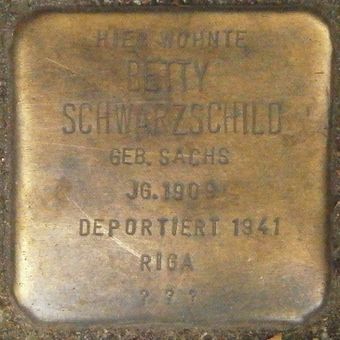 HIER WOHNTE
BETTY
SCHWARZSCHILD
GEB. SACHS
JG. 1909
DEPORTIERT 1941
RIGA
? ? ?